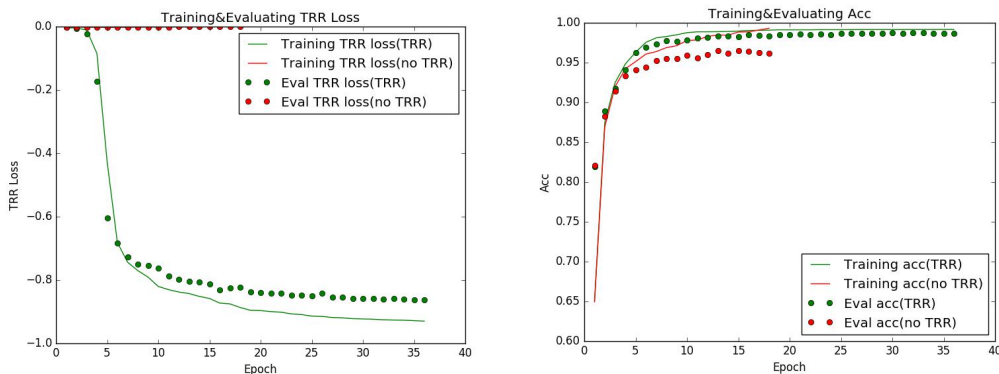 Training&Evaluating TRR Loss
0.0
−0.2
−0.4
−0.6
−0.8
−1.0
TRR Loss
0
5
10
15
20
25
30
35
40
Epoch
Training TRR loss(TRR)
Training TRR loss(no TRR)
Eval TRR loss(TRR)
Eval TRR loss(no TRR)
Training&Evaluating Acc
1.00
0.95
0.90
0.85
0.80
0.75
0.70
0.65
0.60
Acc
0
5
10
15
20
25
30
35
40
Epoch
Training acc(TRR)
Training acc(no TRR)
Eval acc(TRR)
Eval acc(no TRR)